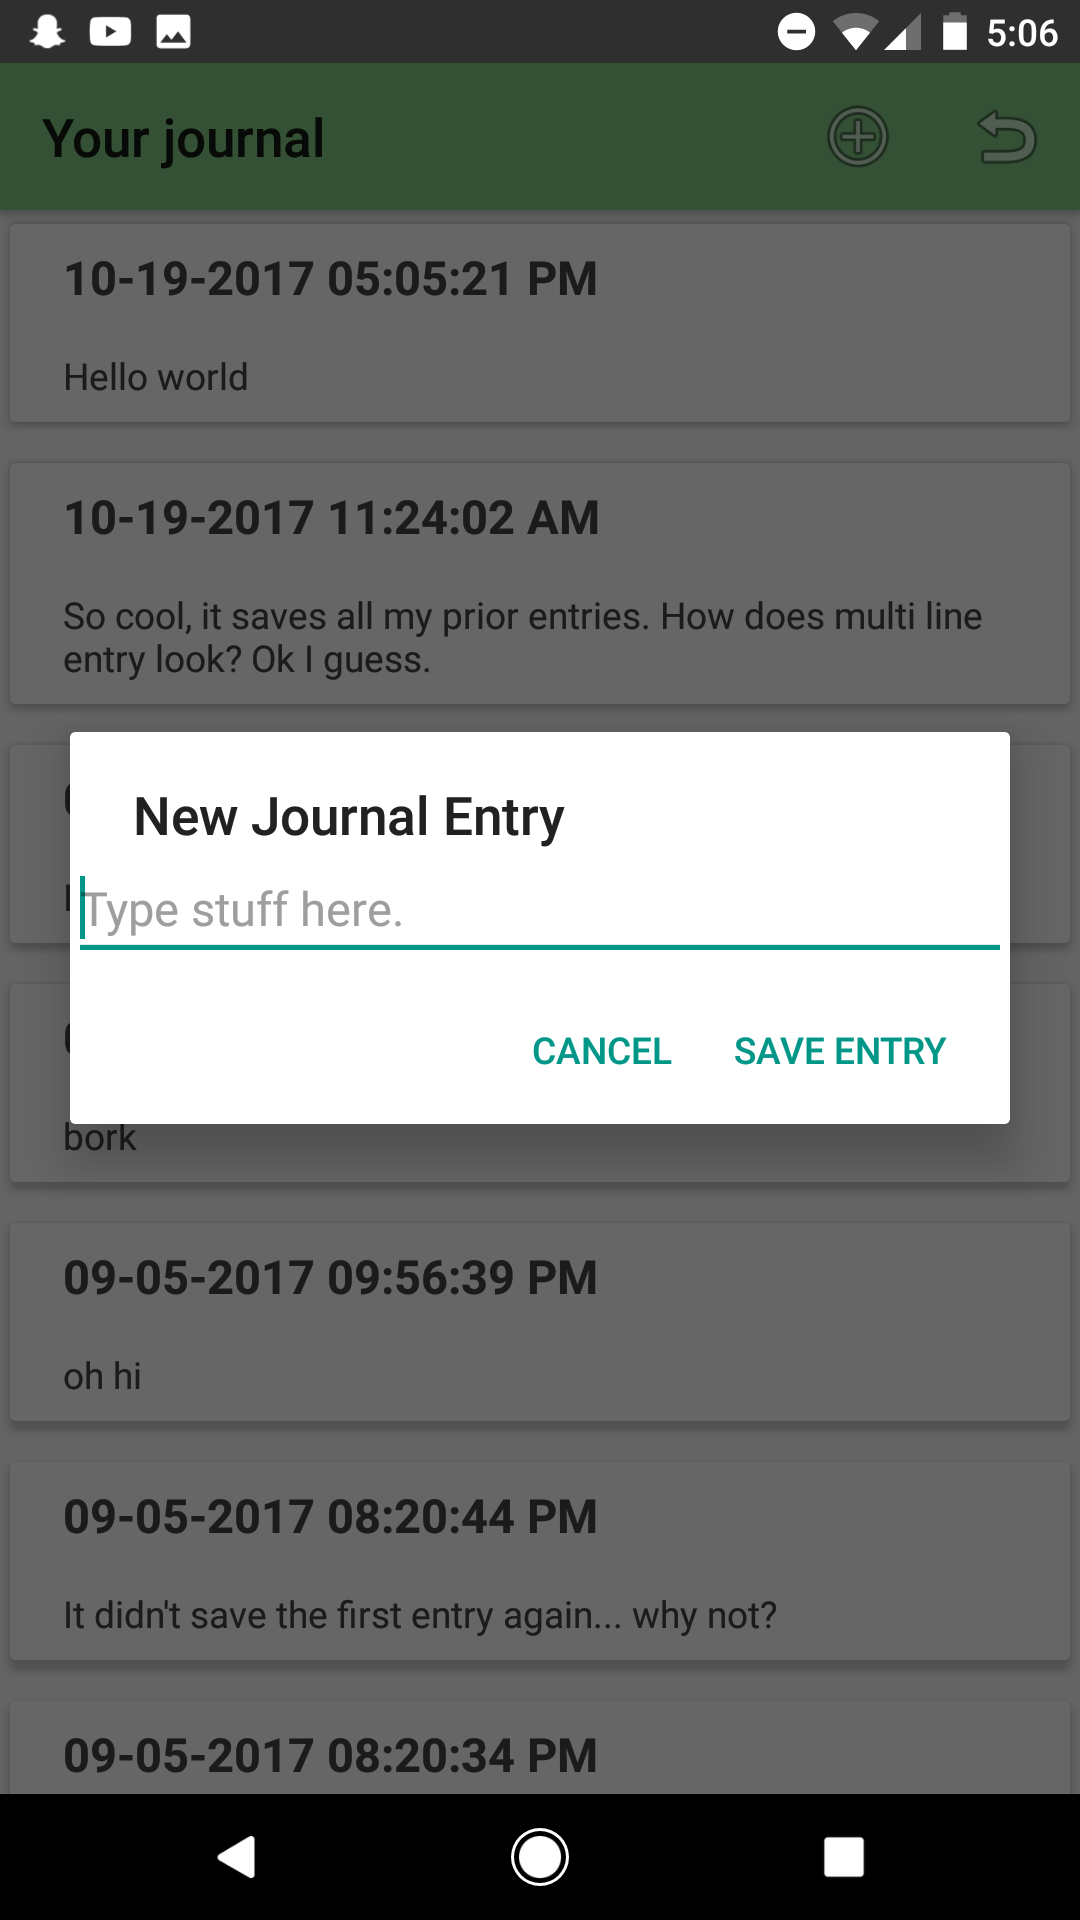 5:06
Your journal
10-19-2017 05:05:21 PM
Hello world
10-19-2017 11:24:02 AM
So cool, it saves all my prior entries. How does multi line
entry look? Ok I guess.
New Journal Entry
Type stuff here.
CANCEL SAVE ENTRY
bork
09-05-2017 09:56:39 PM
oh hi
09-05-2017 08:20:44 PM
It didn't save the first entry again... why not?
09-05-2017 08:20:34 PM